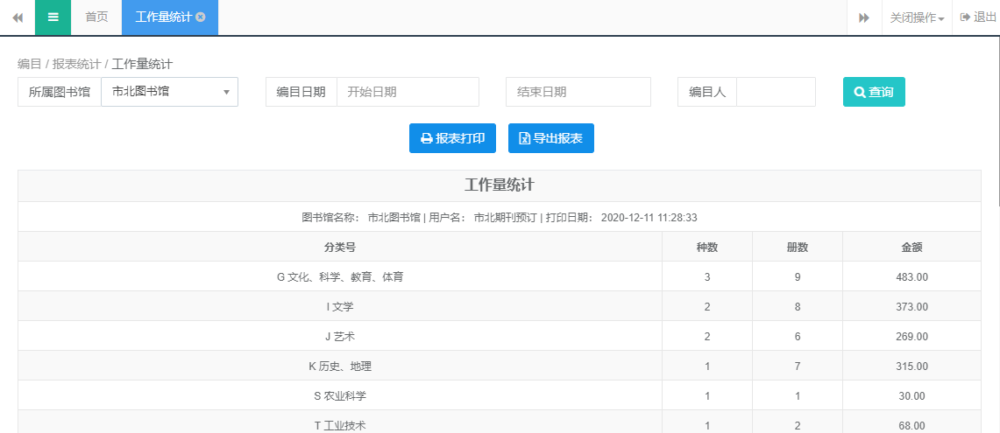 首页 工作量统计 关闭操作 退出
编目 / 报表统计 / 工作量统计
所属图书馆 市北图书馆 编目日期 开始日期 结束日期 编目人 查询
报表打印 导出报表
工作量统计
图书馆名称： 市北图书馆 | 用户名： 市北期刊预订 | 打印日期： 2020-12-11 11:28:33
分类号 种数 册数 金额
G 文化、科学、教育、体育 3 9 483.00
I 文学 2 8 373.00
J 艺术 2 6 269.00
K 历史、地理 1 7 315.00
S 农业科学 1 1 30.00
T 工业技术 1 2 68.00